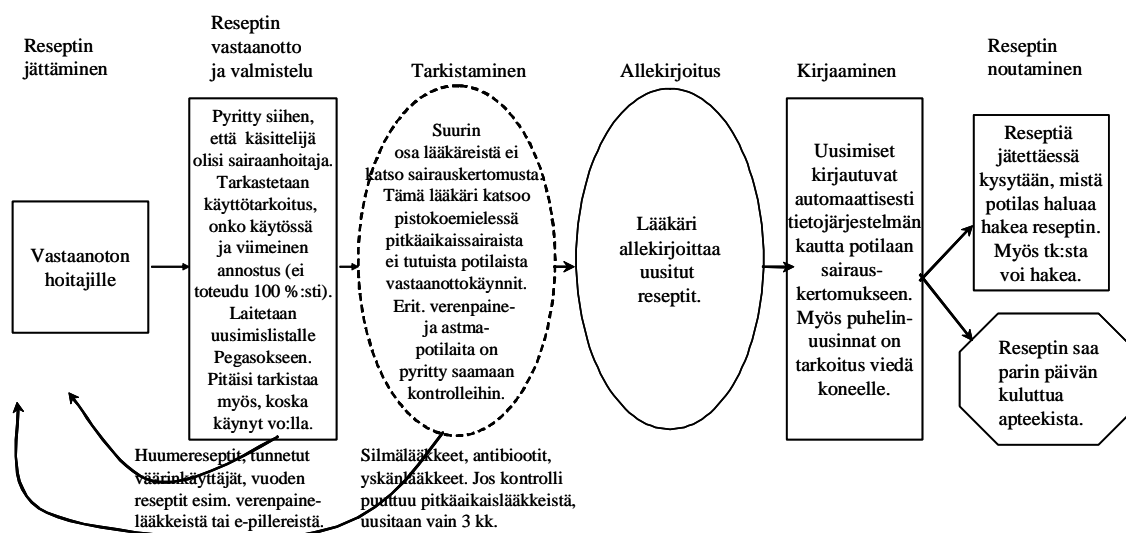 Reseptin
jättäminen
Reseptin
vastaanotto
ja valmistelu
Tarkistaminen
Allekirjoitus
Kirjaaminen
Reseptin
noutaminen
Vastaanoton
hoitajille
Pyritty siihen,
että käsittelijä
olisi sairaanhoitaja.
Tarkastetaan
käyttötarkoitus,
onko käytössä
ja viimeinen
annostus (ei
toteudu 100 %:sti).
Laitetaan
uusimislistalle
Pegasokseen.
Pitäisi tarkistaa
myös, koska
käynyt vo:lla.
Suurin
osa lääkäreistä ei
katso sairauskertomusta.
Tämä lääkäri katsoo
pistokoemielessä
pitkäaikaissairaista
ei tutuista potilaista
vastaanottokäynnit.
Erit. verenpaine-
ja astma-
potilaita on
pyritty saamaan
kontrolleihin.
Lääkäri
allekirjoittaa
uusitut
reseptit.
Uusimiset
kirjautuvat
automaattisesti
tietojärjestelmän
kautta potilaan
sairaus-
kertomukseen.
Myös puhelin-
uusinnat on
tarkoitus viedä
koneelle.
Reseptiä
jätettäessä
kysytään, mistä
potilas haluaa
hakea reseptin.
Myös tk:sta
voi hakea.
Reseptin saa
parin päivän
kuluttua
apteekista.
Huumereseptit, tunnetut
väärinkäyttäjät, vuoden
reseptit esim. verenpaine-
lääkkeistä tai e-pillereistä.
Silmälääkkeet, antibiootit,
yskänlääkkeet. Jos kontrolli
puuttuu pitkäaikaislääkkeistä,
uusitaan vain 3 kk.